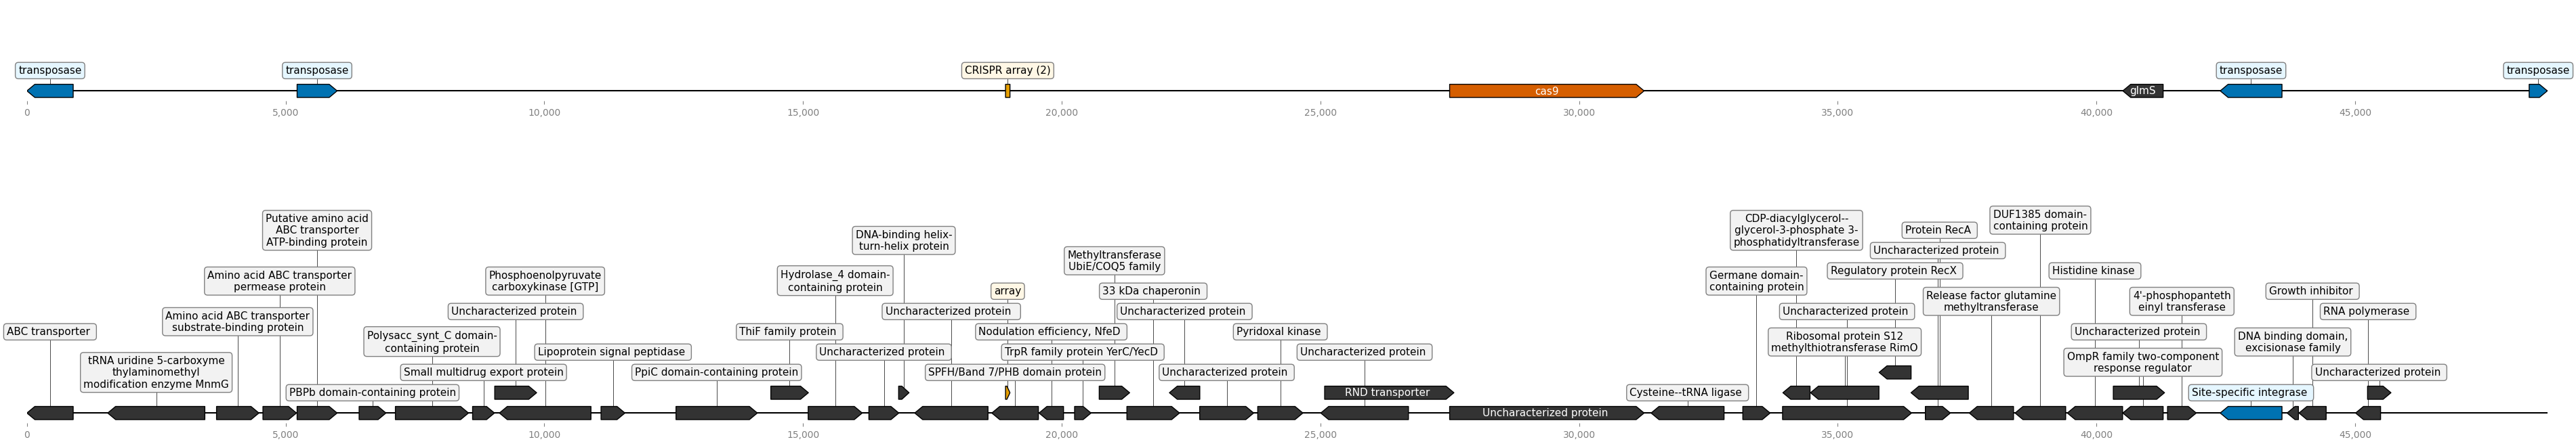 transposase
transposase
CRISPR array (2)
transposase
transposase
cas9
glmS
0
5,000
10,000
15,000
20,000
25,000
30,000
35,000
40,000
45,000
Putative amino acid
ABC transporter
ATP-binding protein
CDP-diacylglycerol--
glycerol-3-phosphate 3-
phosphatidyltransferase
DUF1385 domain-
containing protein
Protein RecA
DNA-binding helix-
turn-helix protein
Uncharacterized protein
Methyltransferase
UbiE/COQ5 family
Amino acid ABC transporter
permease protein
Phosphoenolpyruvate
carboxykinase [GTP]
Hydrolase_4 domain-
containing protein
Germane domain-
containing protein
Regulatory protein RecX
Histidine kinase
array
33 kDa chaperonin
Release factor glutamine
methyltransferase
4'-phosphopanteth
einyl transferase
Growth inhibitor
Amino acid ABC transporter
substrate-binding protein
Uncharacterized protein
Uncharacterized protein
Uncharacterized protein
Uncharacterized protein
RNA polymerase
ABC transporter
Polysacc_synt_C domain-
containing protein
ThiF family protein
Nodulation efficiency, NfeD
Pyridoxal kinase
Ribosomal protein S12
methylthiotransferase RimO
Uncharacterized protein
DNA binding domain,
excisionase family
tRNA uridine 5-carboxyme
thylaminomethyl
modification enzyme MnmG
Lipoprotein signal peptidase
Uncharacterized protein
TrpR family protein YerC/YecD
Uncharacterized protein
OmpR family two-component
response regulator
Small multidrug export protein
PpiC domain-containing protein
SPFH/Band 7/PHB domain protein
Uncharacterized protein
Uncharacterized protein
PBPb domain-containing protein
RND transporter
Cysteine--tRNA ligase
Site-specific integrase
Uncharacterized protein
0
5,000
10,000
15,000
20,000
25,000
30,000
35,000
40,000
45,000